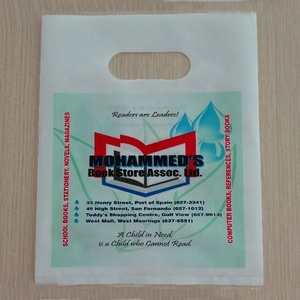 Readers are Leaders!
SCHOOL BOOKS, STATIONERY, NOVELS, MAGAZINES
MOHAMMED'S
Book Store Assoc. Ltd.
33 Henry Street, Port of Spain (627-3341)
49 High Street, San Fernando (657-1012)
Teddy's Shopping Centre, Gulf View (657-9613)
West Mall, West Moorings (637-8551)
A Child in Need,
is a Child who Cannot Read.
COMPUTER BOOKS, REFERENCES, STORY BOOKS